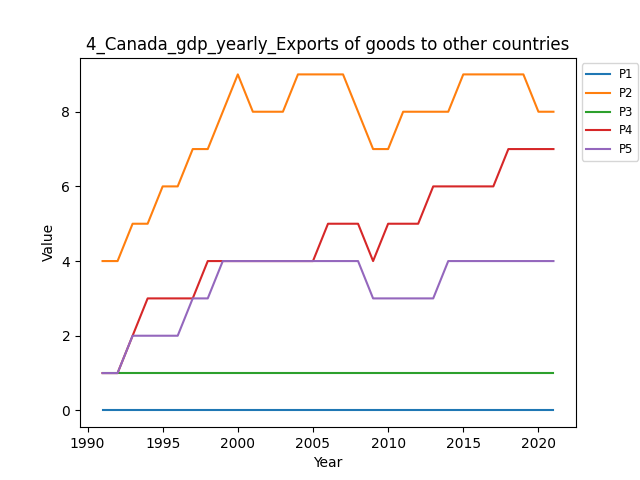 4_Canada_gdp_yearly_Exports of goods to other countries
P1
P2
P3
P4
P5
Value
8
6
4
2
0
1990 1995 2000 2005 2010 2015 2020
Year